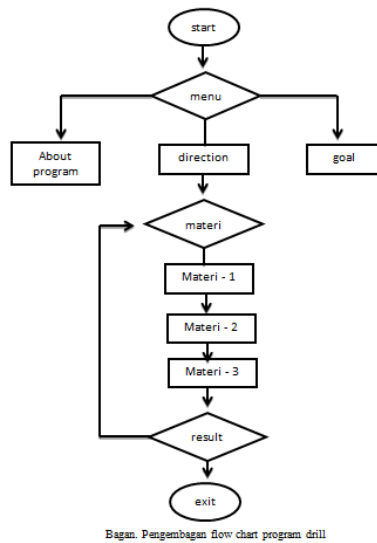 start
menu
About
program
direction
goal
materi
Materi - 1
Materi - 2
Materi - 3
result
exit
Bagan. Pengembagan flow chart program drill